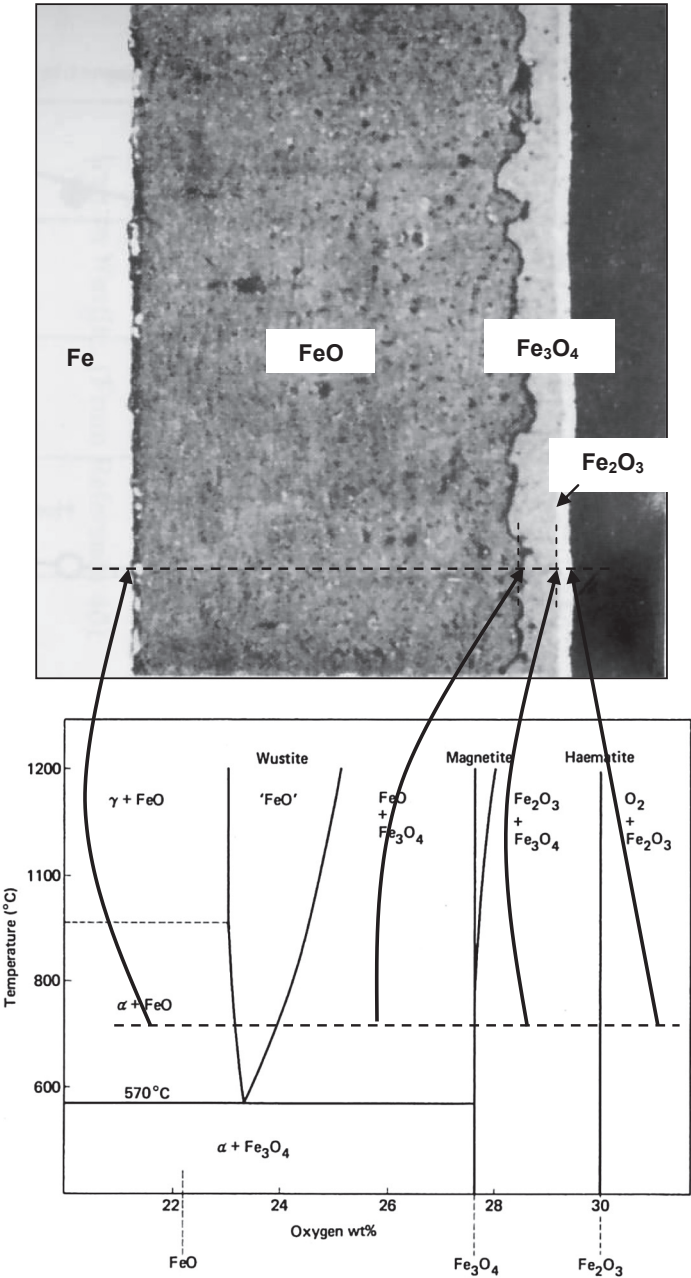 Fe
FeO
Fe₃O₄
Fe₂O₃
Temperature (°C)
1200
1100
800
600
Wustite
Magnetite
Haematite
γ + FeO
'FeO'
FeO
+
Fe₃O₄
Fe₂O₃
+
Fe₃O₄
O₂
+
Fe₂O₃
α + FeO
570°C
α + Fe₃O₄
22
24
26
28
30
Oxygen wt%
FeO
Fe₃O₄
Fe₂O₃